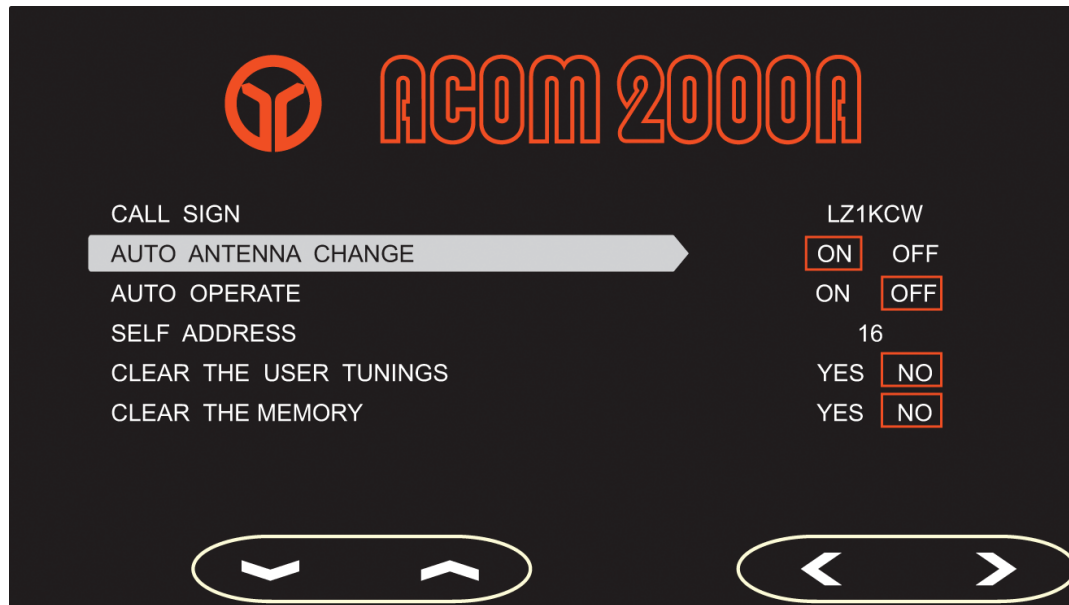 ACOM 2000A
CALL SIGN LZ1KCW
AUTO ANTENNA CHANGE ON OFF
AUTO OPERATE ON OFF
SELF ADDRESS 16
CLEAR THE USER TUNINGS YES NO
CLEAR THE MEMORY YES NO